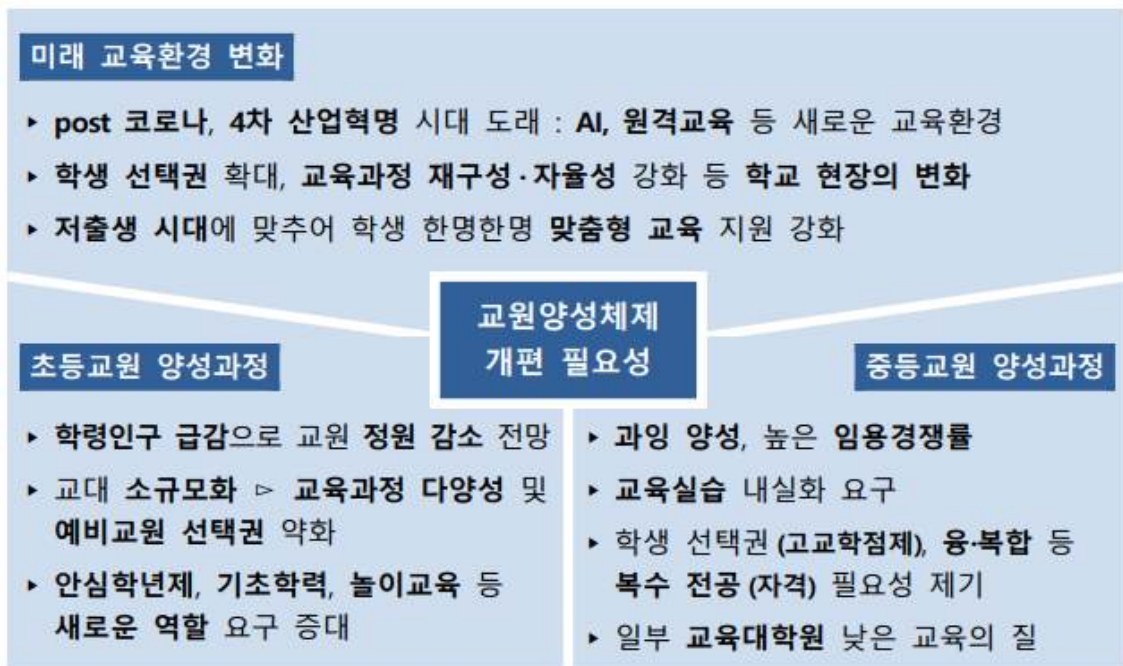 미래 교육환경 변화
▸ post 코로나, 4차 산업혁명 시대 도래 : AI, 원격교육 등 새로운 교육환경
▸ 학생 선택권 확대, 교육과정 재구성·자율성 강화 등 학교 현장의 변화
▸ 저출생 시대에 맞추어 학생 한명한명 맞춤형 교육 지원 강화
교원양성체제
개편 필요성
초등교원 양성과정
▸ 학령인구 급감으로 교원 정원 감소 전망
▸ 교대 소규모화 ▷ 교육과정 다양성 및
예비교원 선택권 약화
▸ 안심학년제, 기초학력, 놀이교육 등
새로운 역할 요구 증대
중등교원 양성과정
▸ 과잉 양성, 높은 임용경쟁률
▸ 교육실습 내실화 요구
▸ 학생 선택권 (고교학점제), 융·복합 등
복수 전공 (자격) 필요성 제기
▸ 일부 교육대학원 낮은 교육의 질